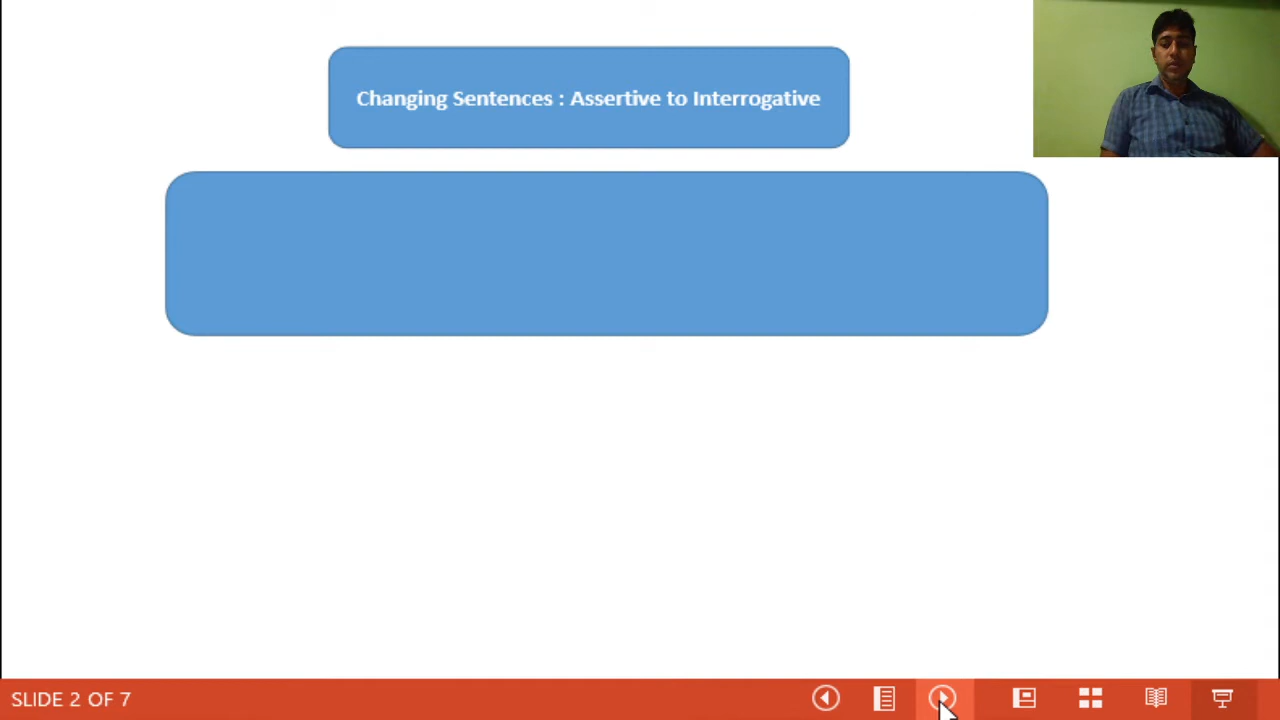 Changing Sentences : Assertive to Interrogative
SLIDE 2 OF 7